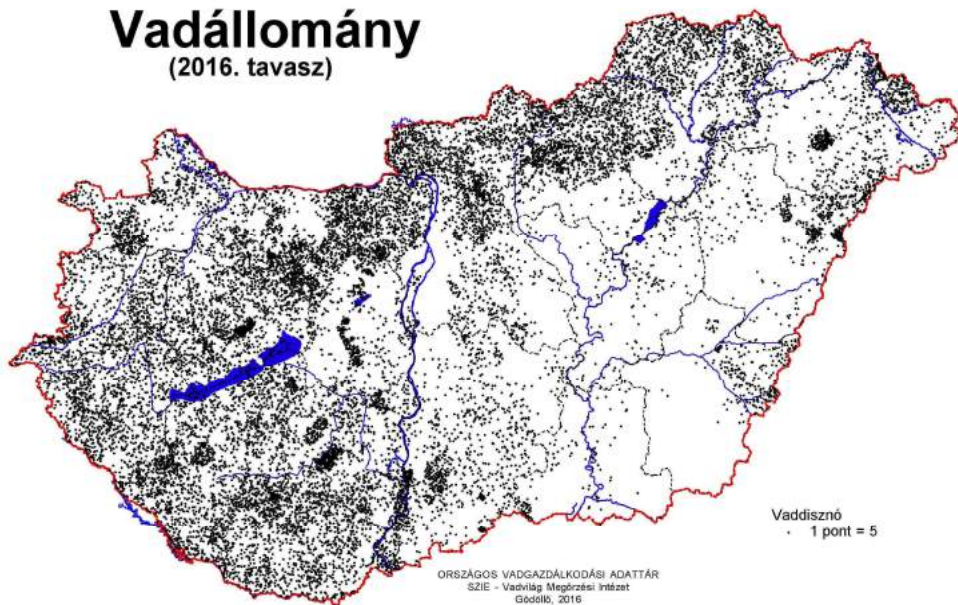 Vadállomány
(2016. tavasz)
Vaddisznó
1 pont = 5
ORSZÁGOS VADGAZDÁLKODÁSI ADATTÁR
SZIE - Vadvilág Megőrzési Intézet
Gödöllő, 2016